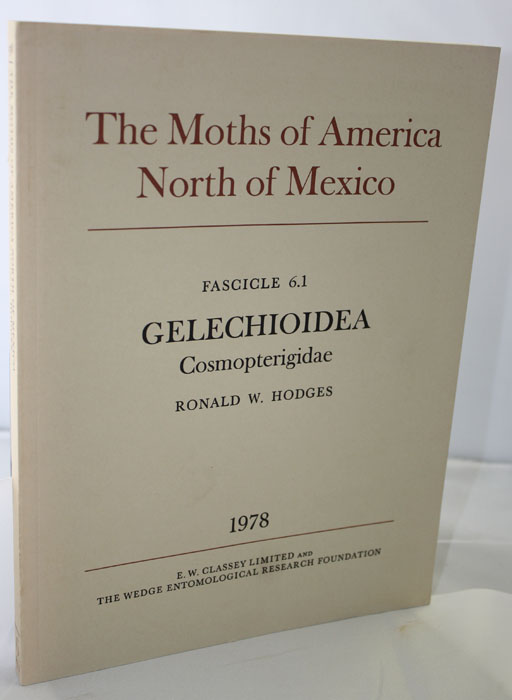 The Moths of America
North of Mexico
FASCICLE 6.1
GELECHIOIDEA
Cosmopterigidae
RONALD W. HODGES
1978
E. W. CLASSEY LIMITED AND
THE WEDGE ENTOMOLOGICAL RESEARCH FOUNDATION